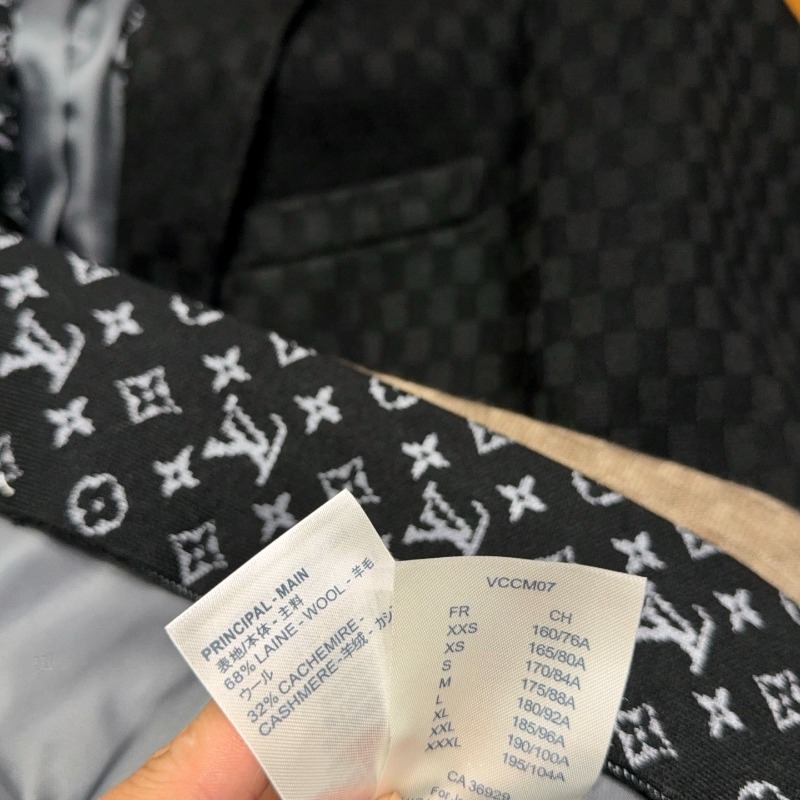 PRINCIPAL - MAIN
表地/本体 - 主料
68% LAINE - WOOL - 羊毛
ウール
32% CACHEMIRE -
CASHMERE - 羊绒 - カシ
VCCM07
FR CH
XXS 160/76A
XS 165/80A
S 170/84A
M 175/88A
L 180/92A
XL 185/96A
XXL 190/100A
XXXL 195/104A
CA 36929
For